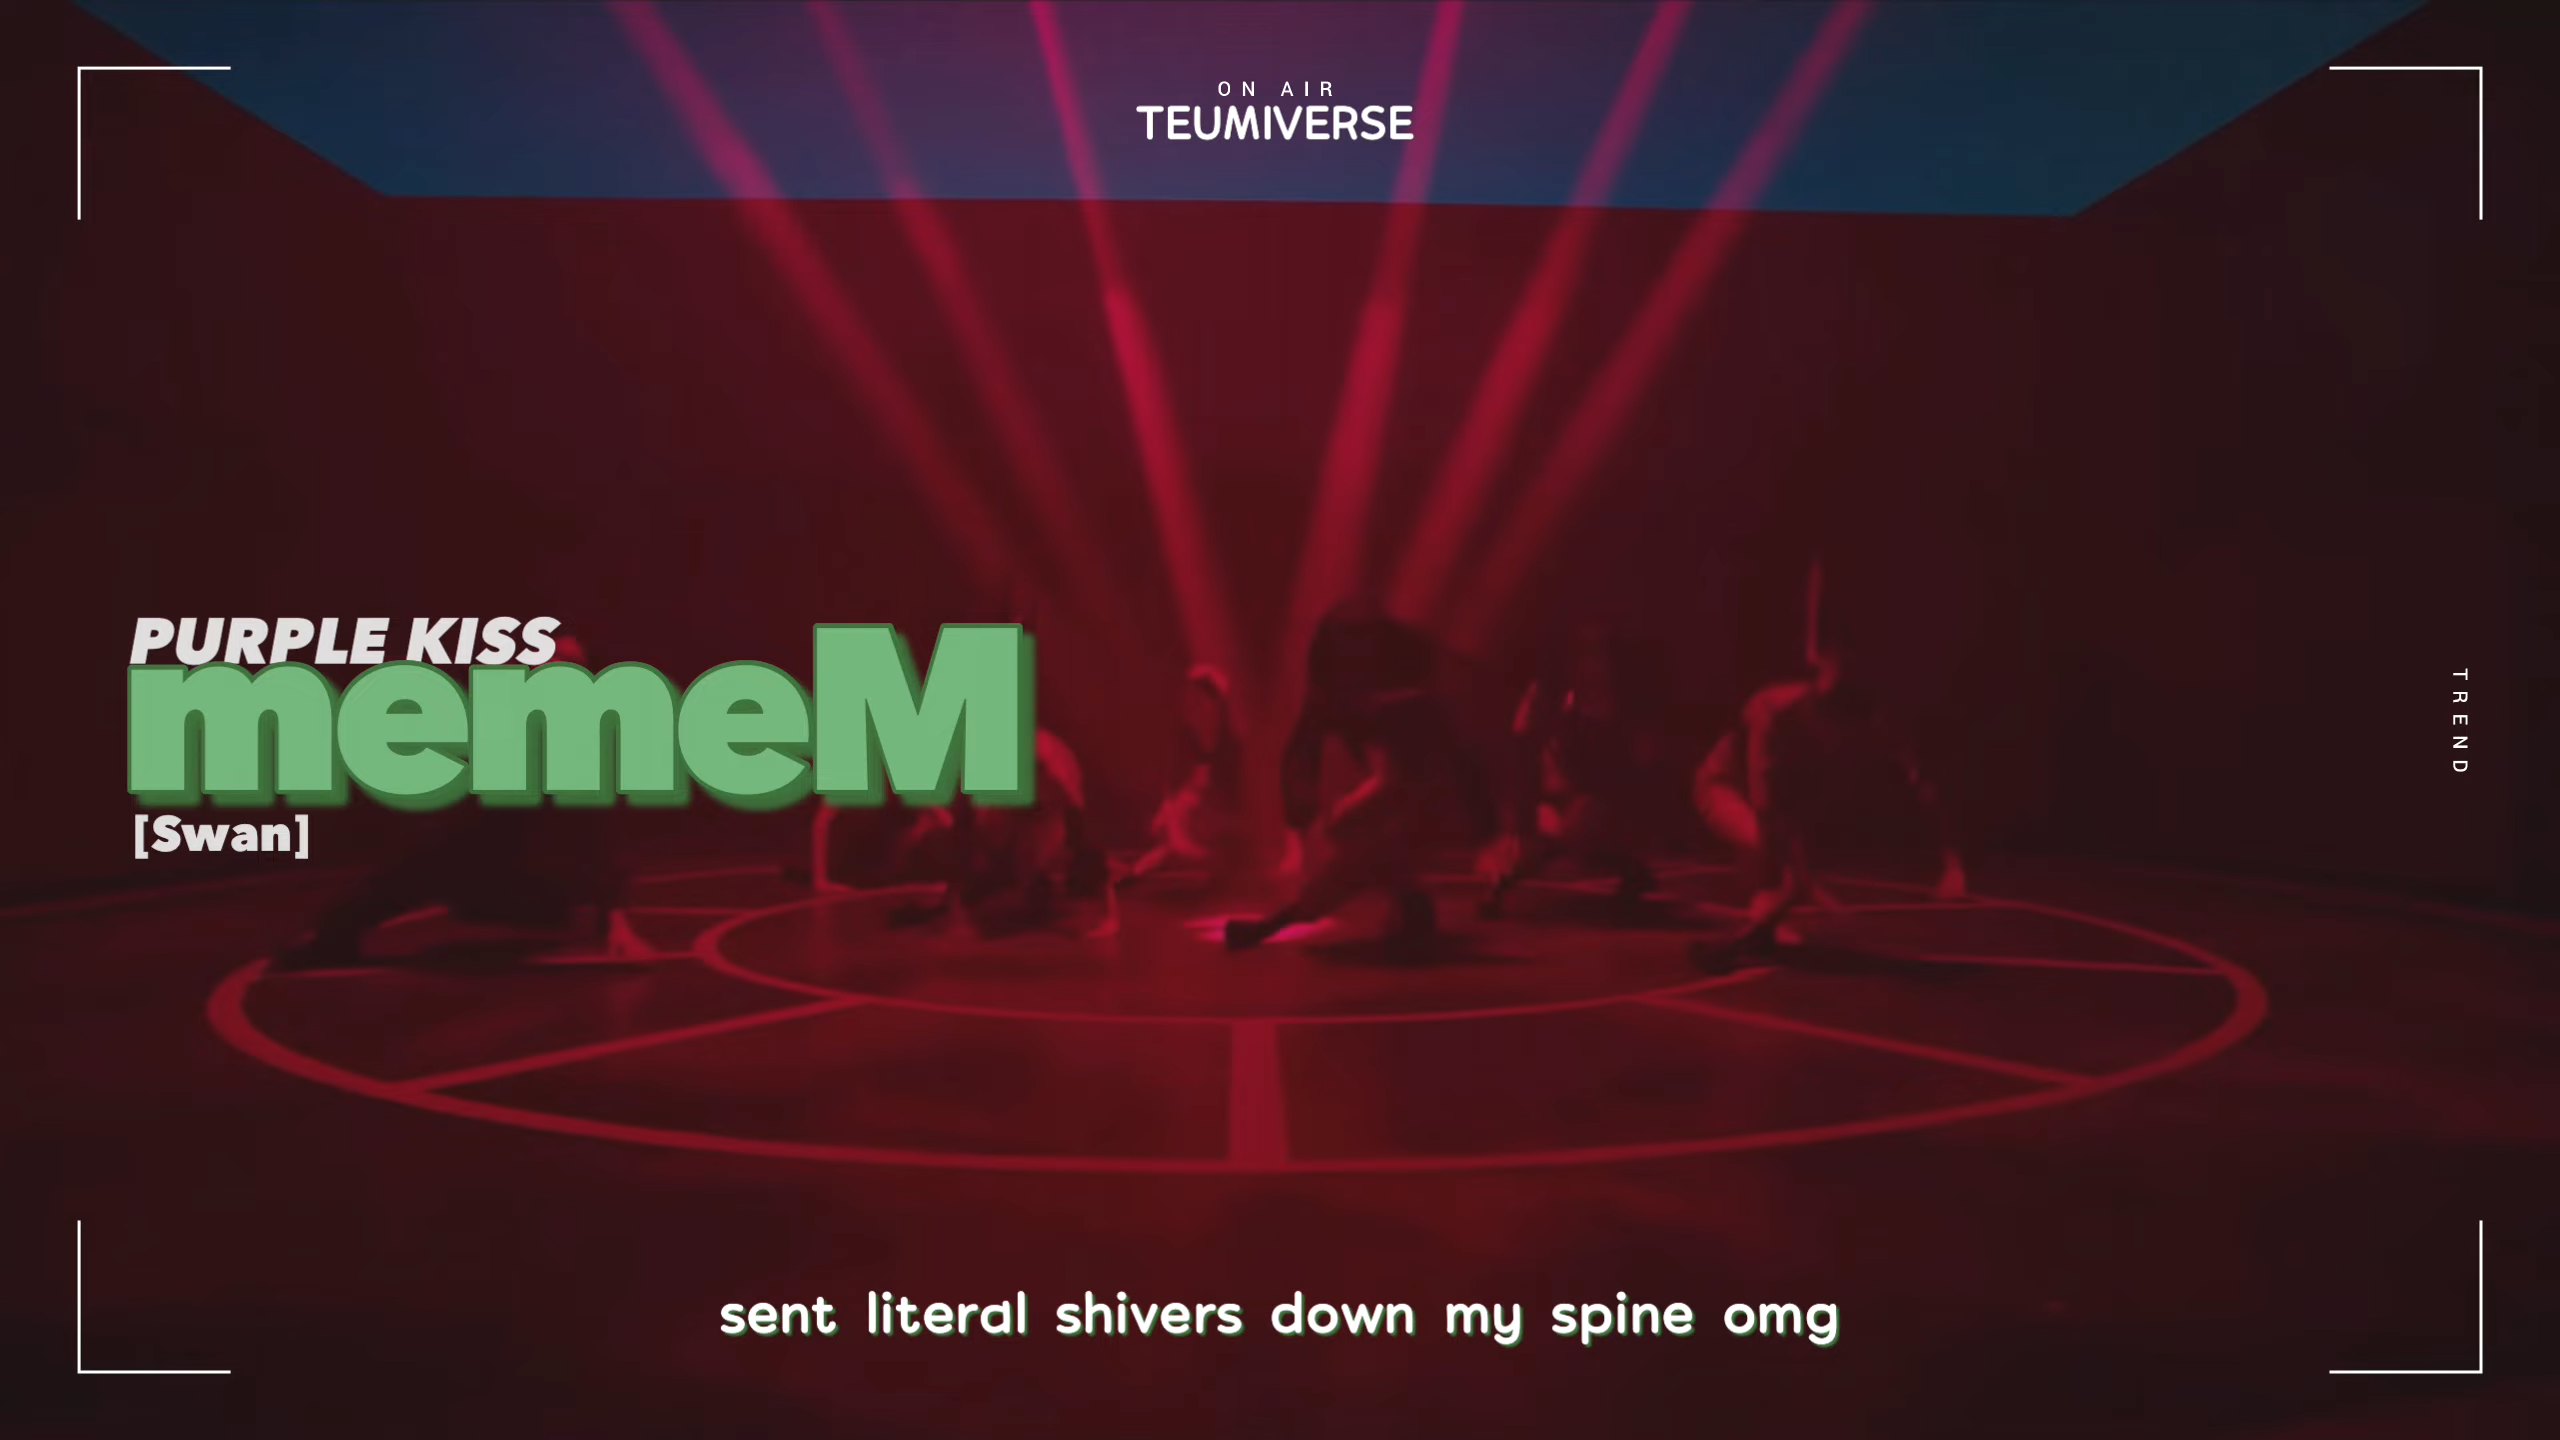 ON AIR
TEUMIVERSE
PURPLE KISS
memeM
[Swan]
TREND
sent literal shivers down my spine omg